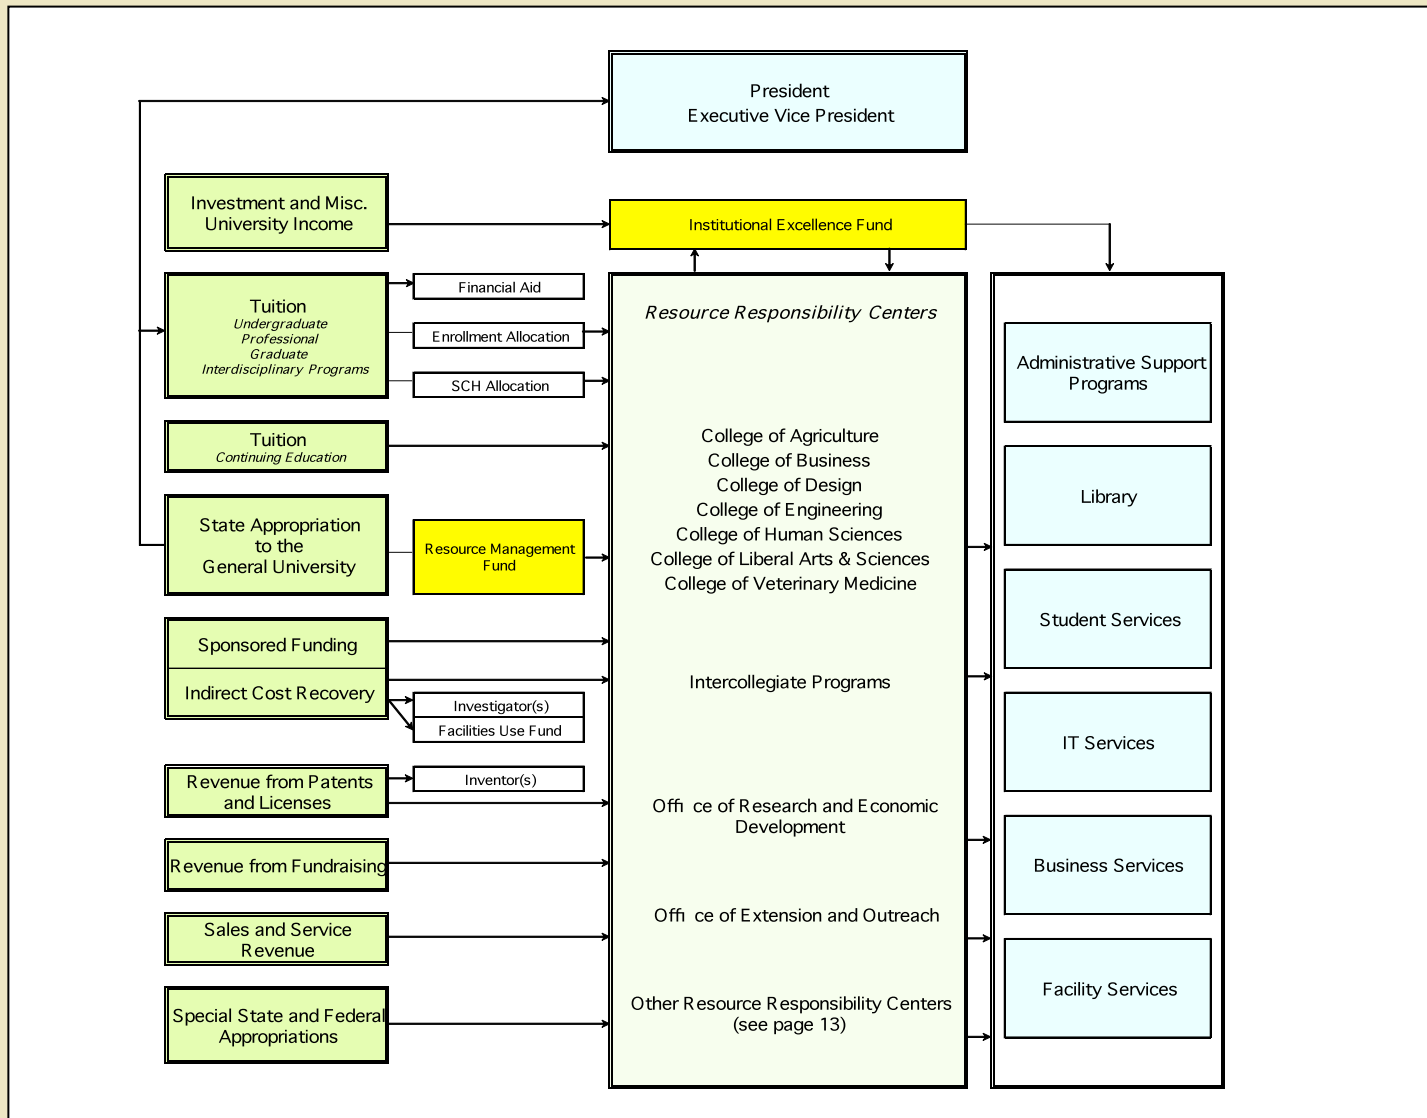 President
Executive Vice President
Investment and Misc.
University Income
Institutional Excellence Fund
Tuition
Undergraduate
Professional
Graduate
Interdisciplinary Programs
Financial Aid
Enrollment Allocation
SCH Allocation
Tuition
Continuing Education
State Appropriation
to the
General University
Resource Management
Fund
Sponsored Funding
Indirect Cost Recovery
Investigator(s)
Facilities Use Fund
Revenue from Patents
and Licenses
Inventor(s)
Revenue from Fundraising
Sales and Service
Revenue
Special State and Federal
Appropriations
Resource Responsibility Centers
College of Agriculture
College of Business
College of Design
College of Engineering
College of Human Sciences
College of Liberal Arts & Sciences
College of Veterinary Medicine
Intercollegiate Programs
Office of Research and Economic
Development
Office of Extension and Outreach
Other Resource Responsibility Centers
(see page 13)
Administrative Support
Programs
Library
Student Services
IT Services
Business Services
Facility Services